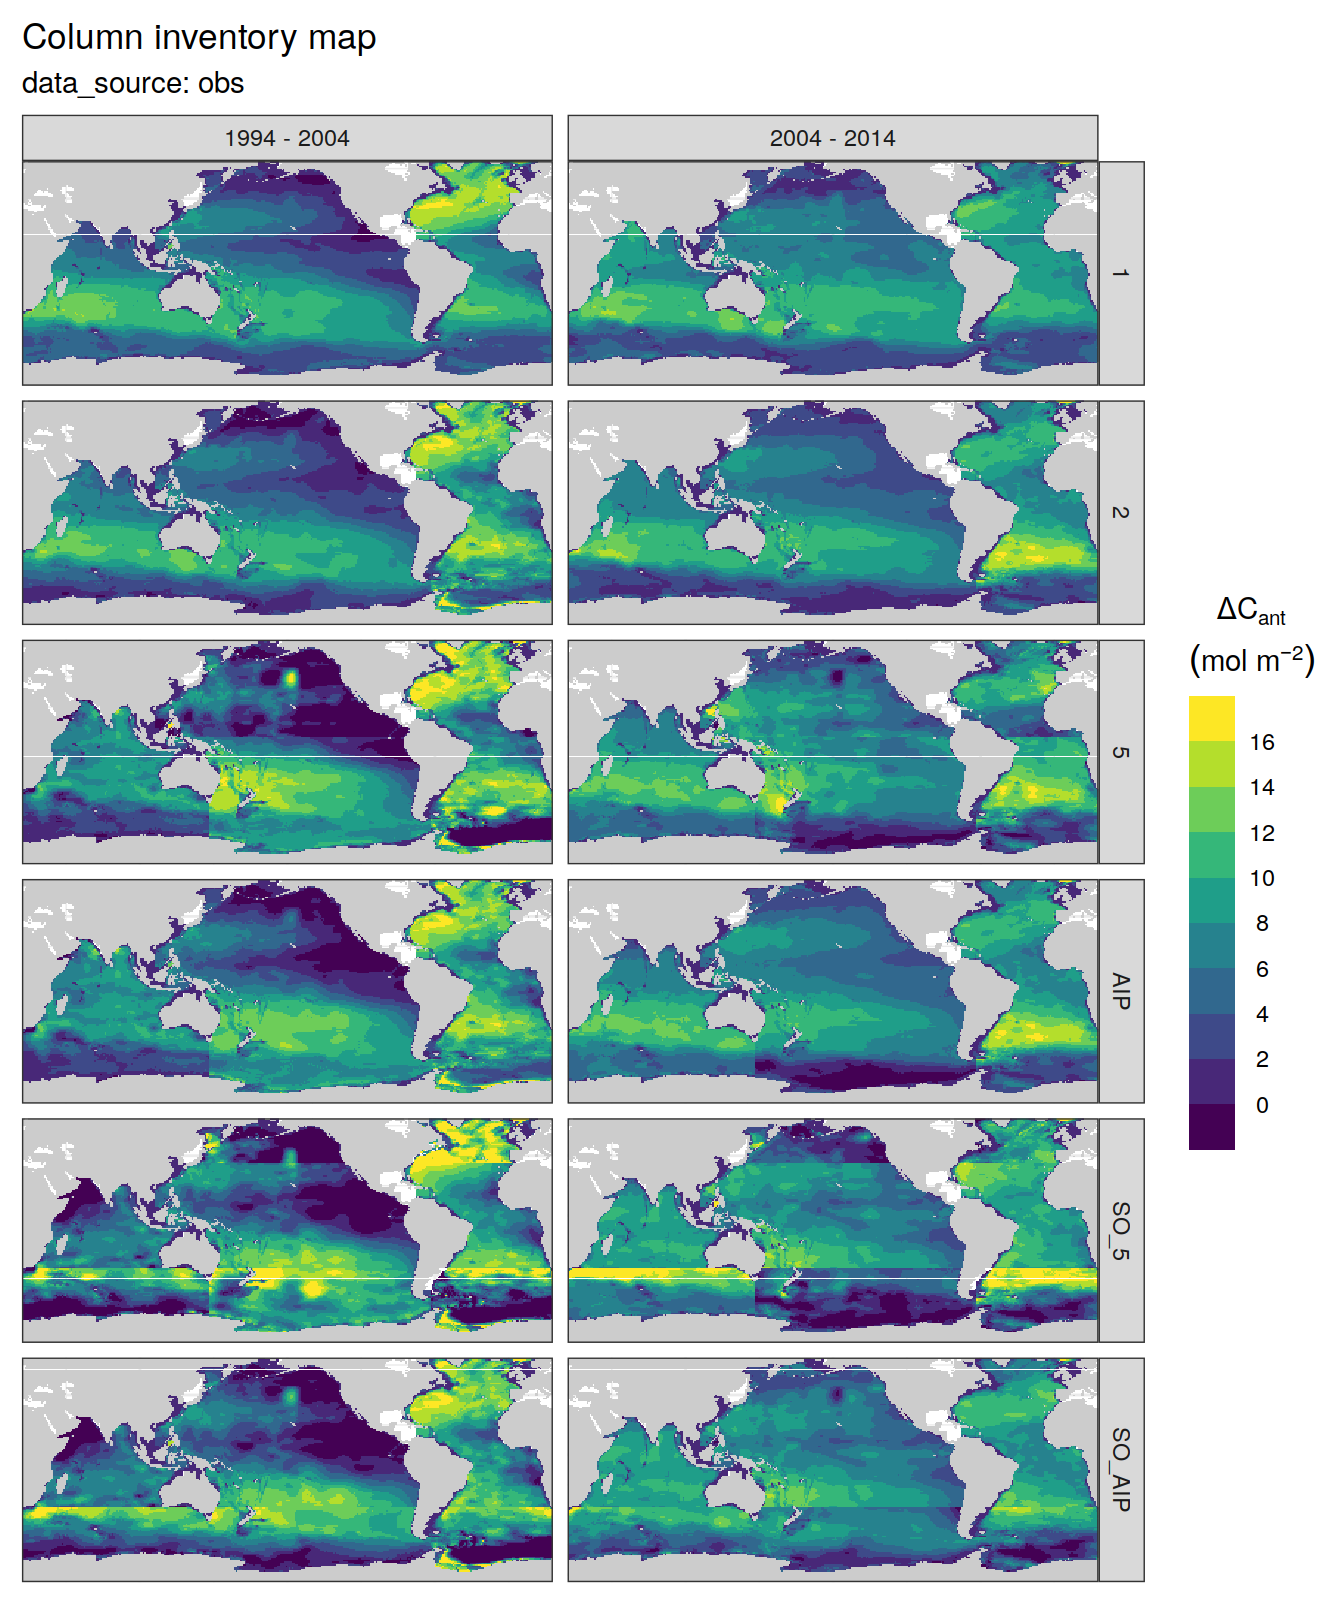 Column inventory map
data_source: obs
1994 - 2004
2004 - 2014
1
2
5
AIP
SO_5
SO_AIP
ΔCant
(mol m−2)
16
14
12
10
8
6
4
2
0